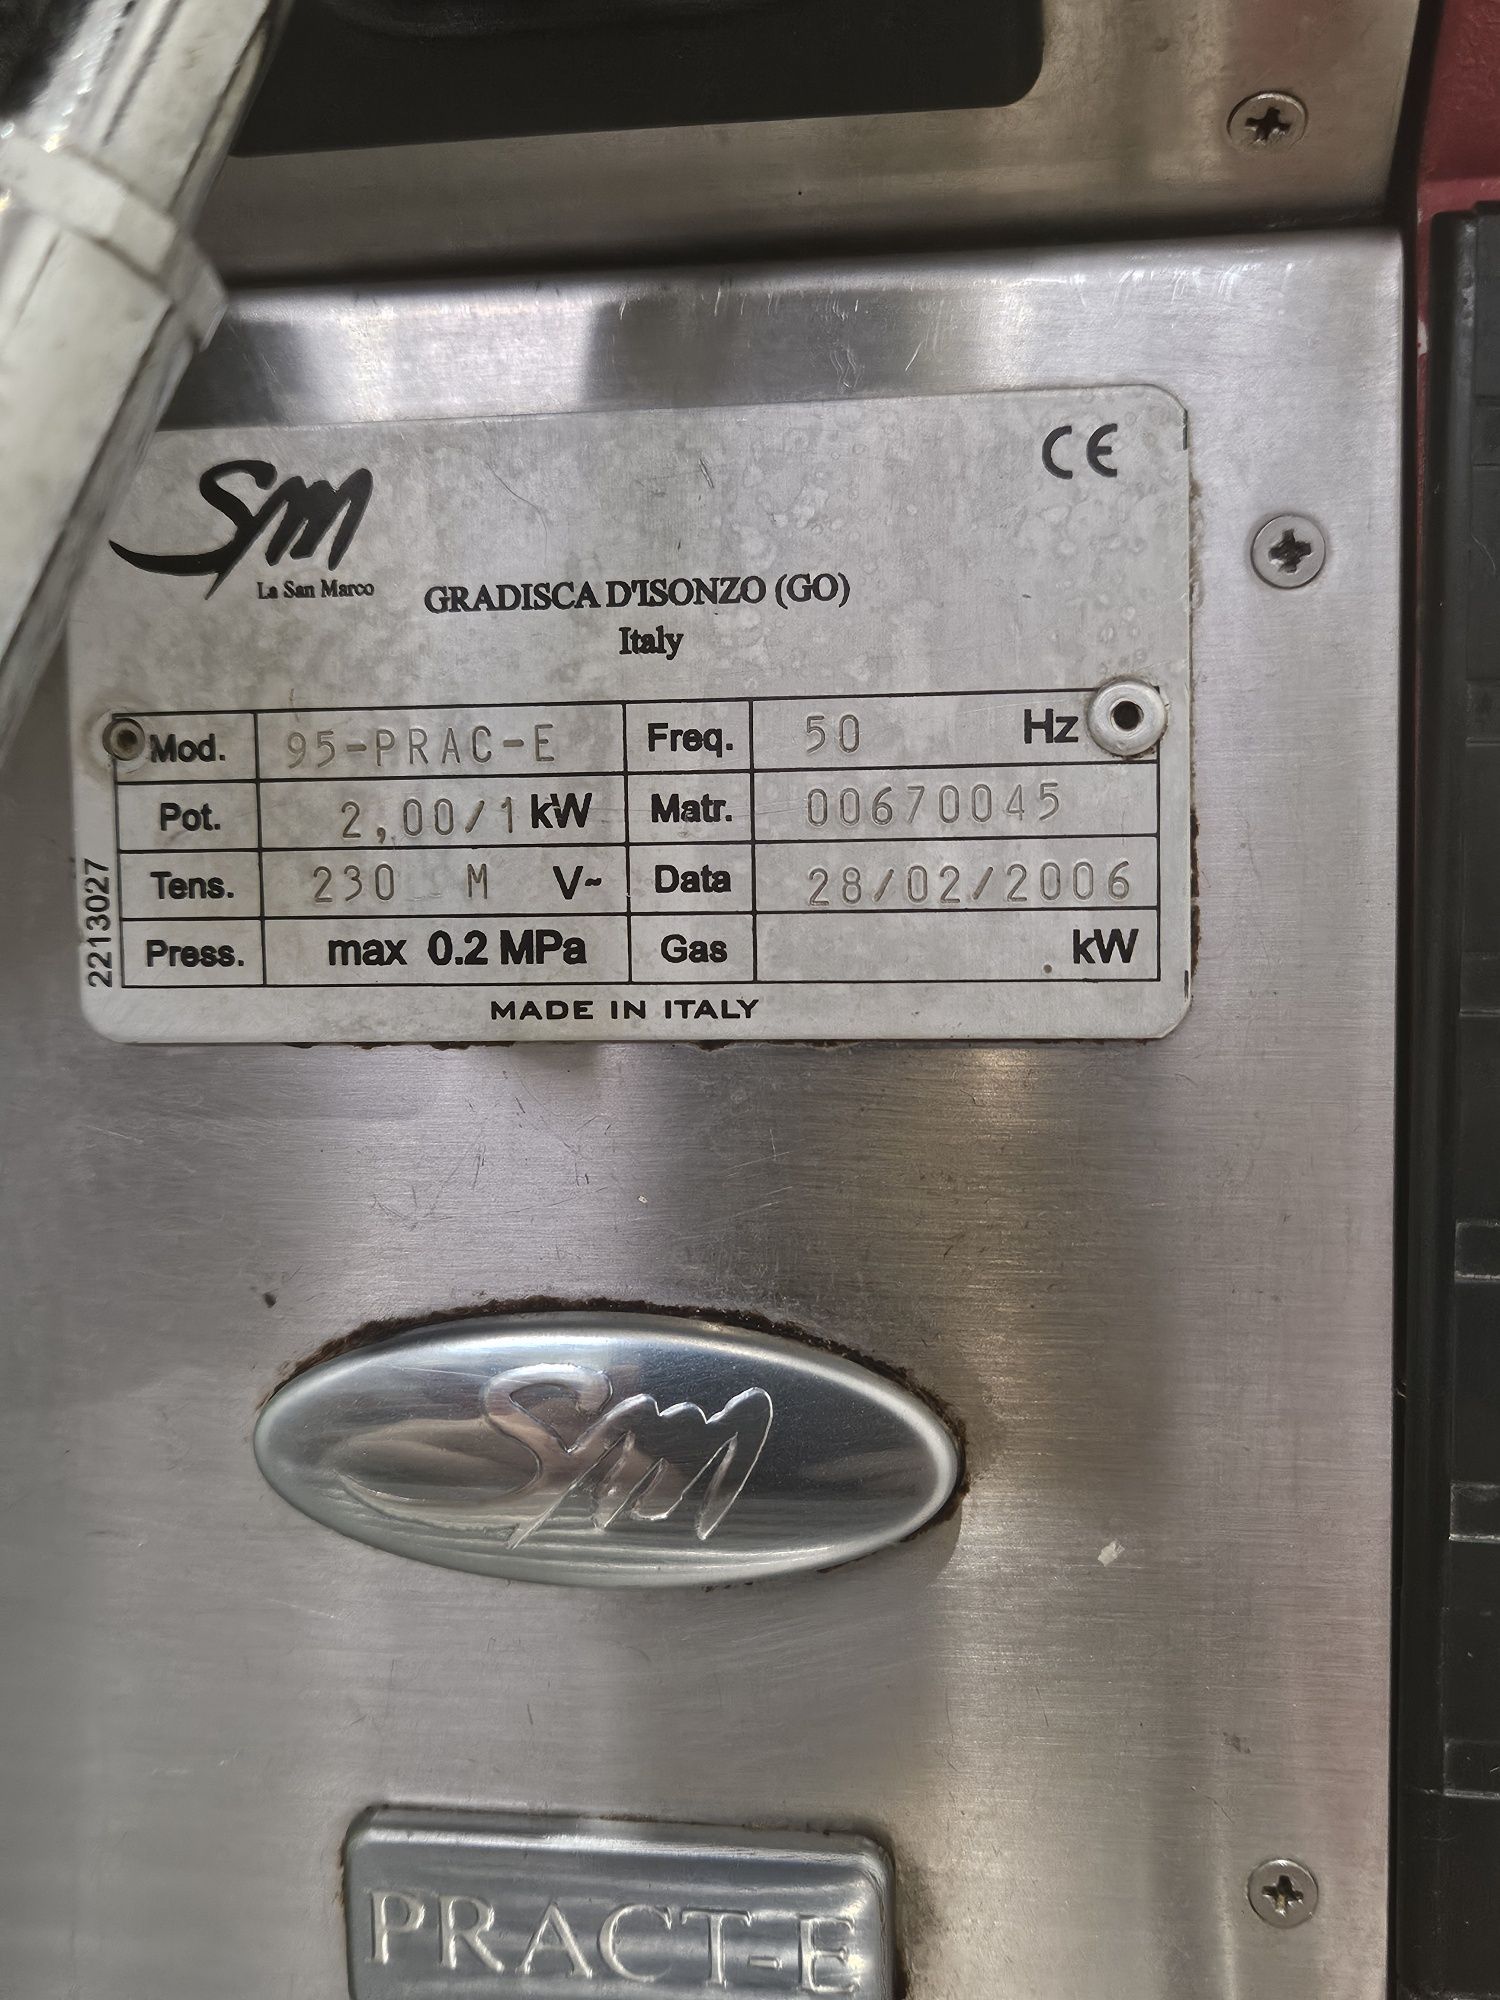 SM
La San Marco
CE
GRADISCA D'ISONZO (GO)
Italy
Mod. 95-PRAC-E Freq. 50 Hz
Pot. 2,00/1 kW Matr. 00670045
Tens. 230 M V~ Data 28/02/2006
Press. max 0.2 MPa Gas kW
2213027
MADE IN ITALY
SM
PRACT-E